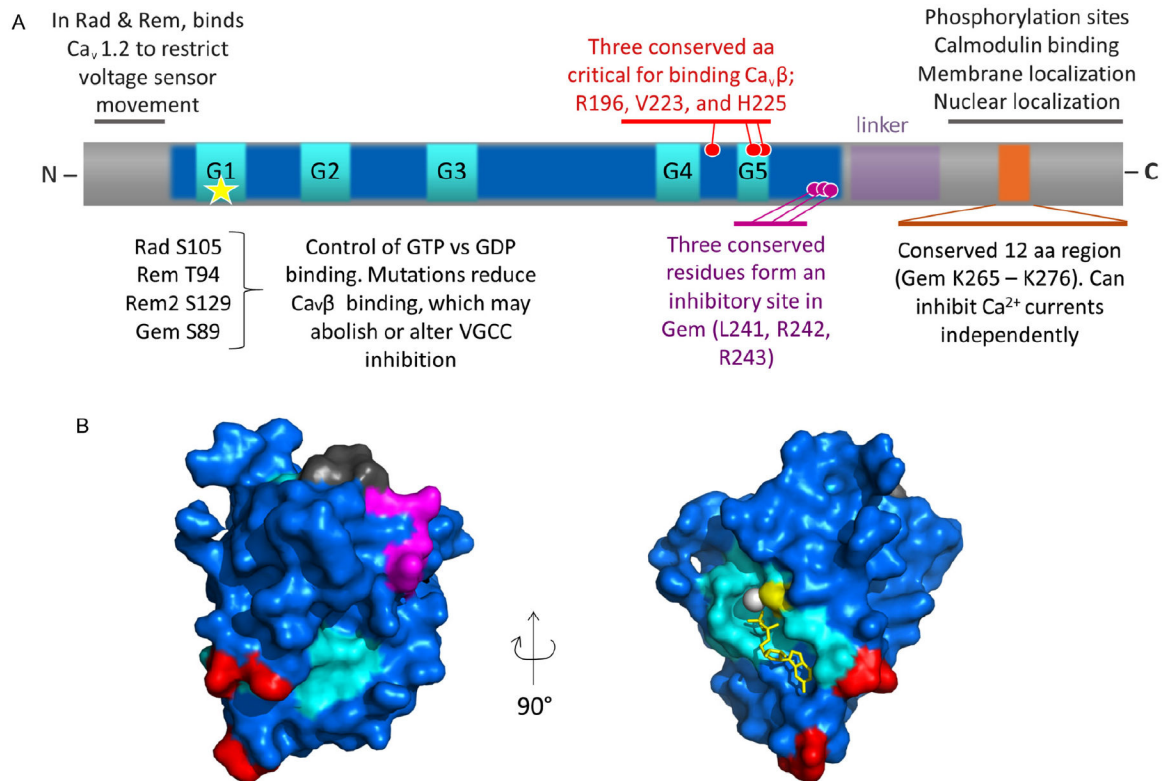 A
In Rad & Rem, binds
Caᵥ 1.2 to restrict
voltage sensor
movement
Three conserved aa
critical for binding Caᵥβ;
R196, V223, and H225
Phosphorylation sites
Calmodulin binding
Membrane localization
Nuclear localization
linker
N –
G1
G2
G3
G4
G5
– C
Rad S105
Rem T94
Rem2 S129
Gem S89
Control of GTP vs GDP
binding. Mutations reduce
Caᵥβ binding, which may
abolish or alter VGCC
inhibition
Three conserved
residues form an
inhibitory site in
Gem (L241, R242,
R243)
Conserved 12 aa region
(Gem K265 – K276). Can
inhibit Ca²⁺ currents
independently
B
90°